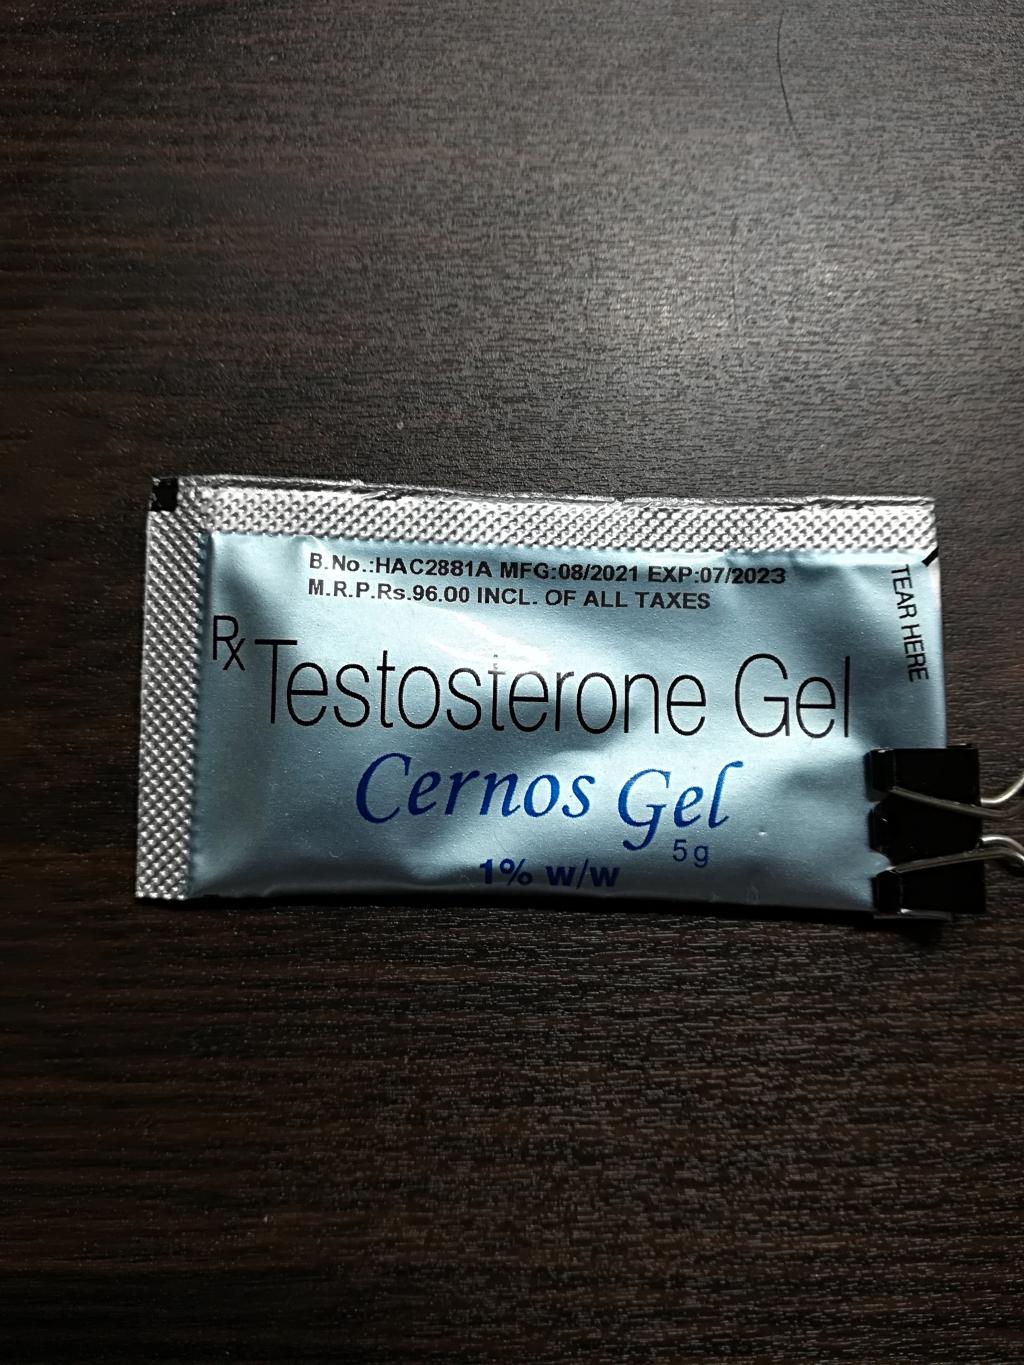 B.No.:HAC2881A MFG:08/2021 EXP:07/2023
M.R.P.Rs.96.00 INCL. OF ALL TAXES
TEAR HERE
Rx Testosterone Gel
Cernos Gel
5 g
1% w/w